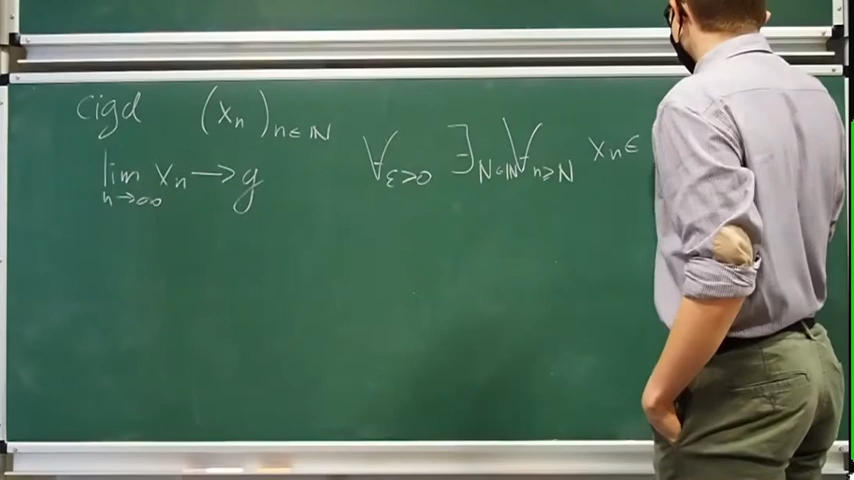 cigd (xₙ)ₙ∈ℕ
lim xₙ → g
n→∞
∀ε>0 ∃N∈ℕ ∀n≥N xₙ∈